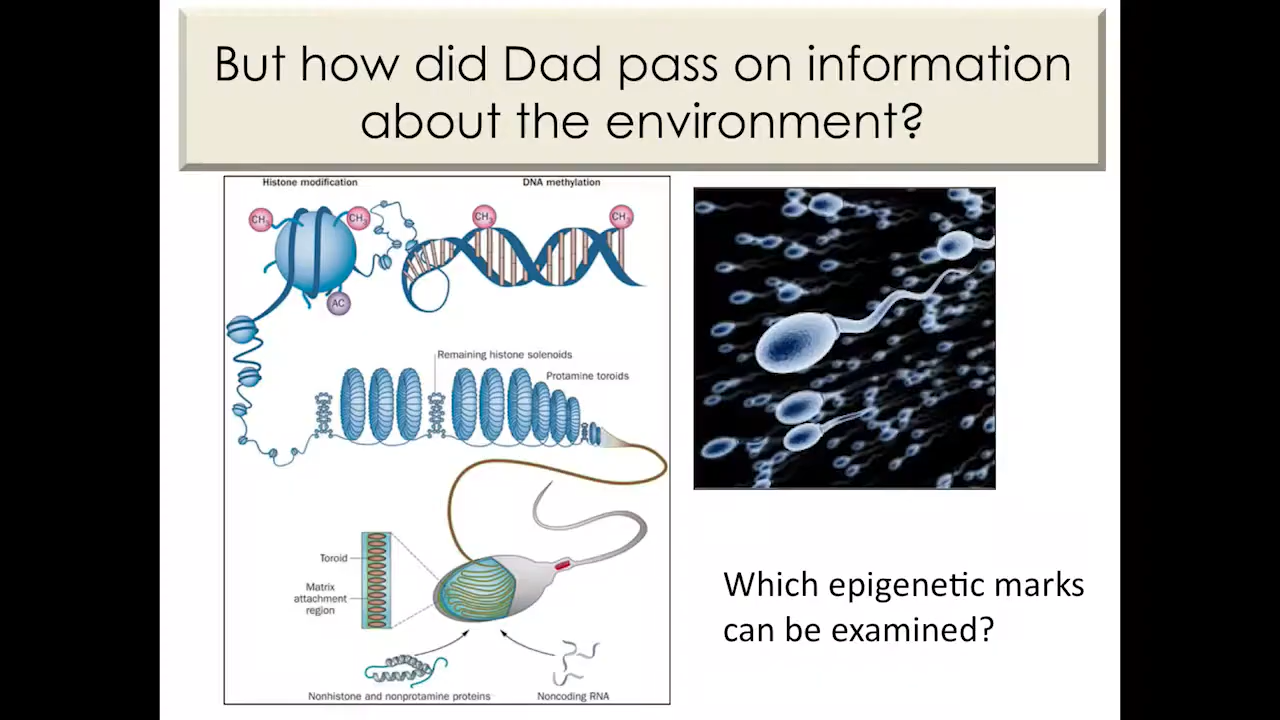 But how did Dad pass on information
about the environment?
Histone modification
DNA methylation
CH3
CH3
CH3
CH3
AC
Remaining histone solenoids
Protamine toroids
Toroid
Matrix
attachment
region
Nonhistone and nonprotamine proteins
Noncoding RNA
Which epigenetic marks
can be examined?